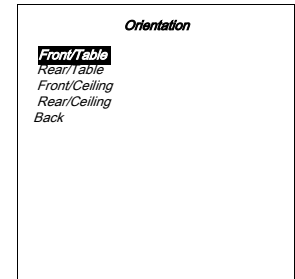 Orientation
Front/Table
Rear/Table
Front/Ceiling
Rear/Ceiling
Back